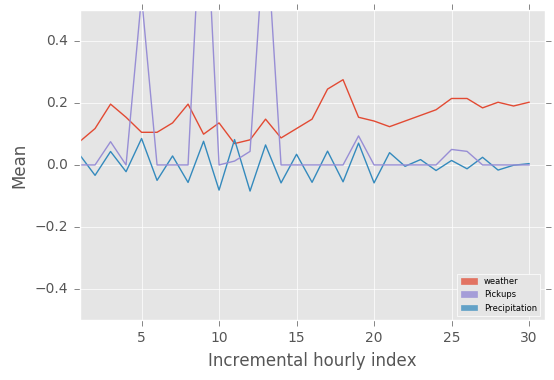 0.4
0.2
0.0
−0.2
−0.4
Mean
weather
Pickups
Precipitation
5 10 15 20 25 30
Incremental hourly index